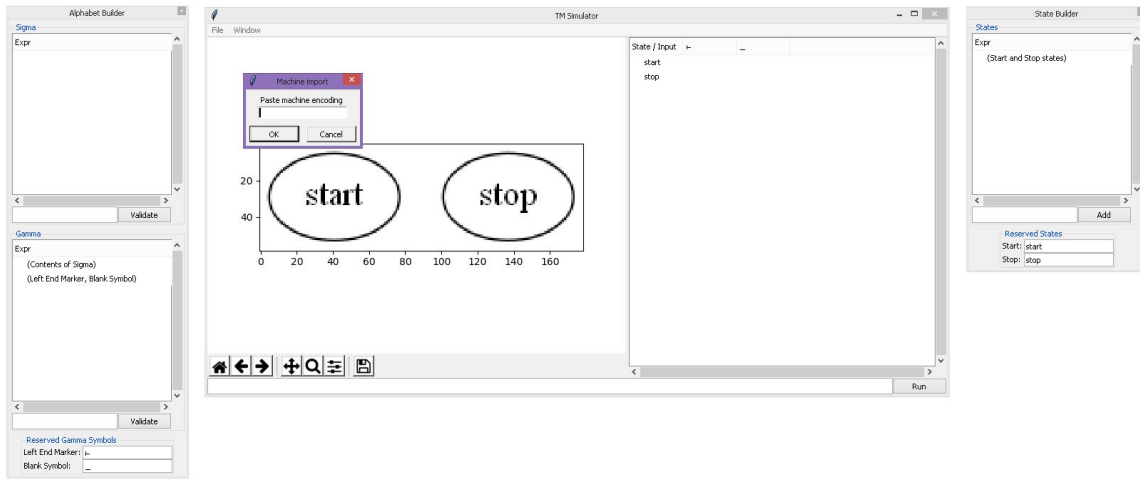 Alphabet Builder
Sigma
Expr
Validate
Gamma
Expr
(Contents of Sigma)
(Left End Marker, Blank Symbol)
Validate
Reserved Gamma Symbols
Left End Marker: ⊢
Blank Symbol: _
TM Simulator
File Window
Machine import
Paste machine encoding
OK Cancel
start stop
20
40
0 20 40 60 80 100 120 140 160
State / Input ⊢ _
start
stop
Run
State Builder
States
Expr
(Start and Stop states)
Add
Reserved States
Start: start
Stop: stop